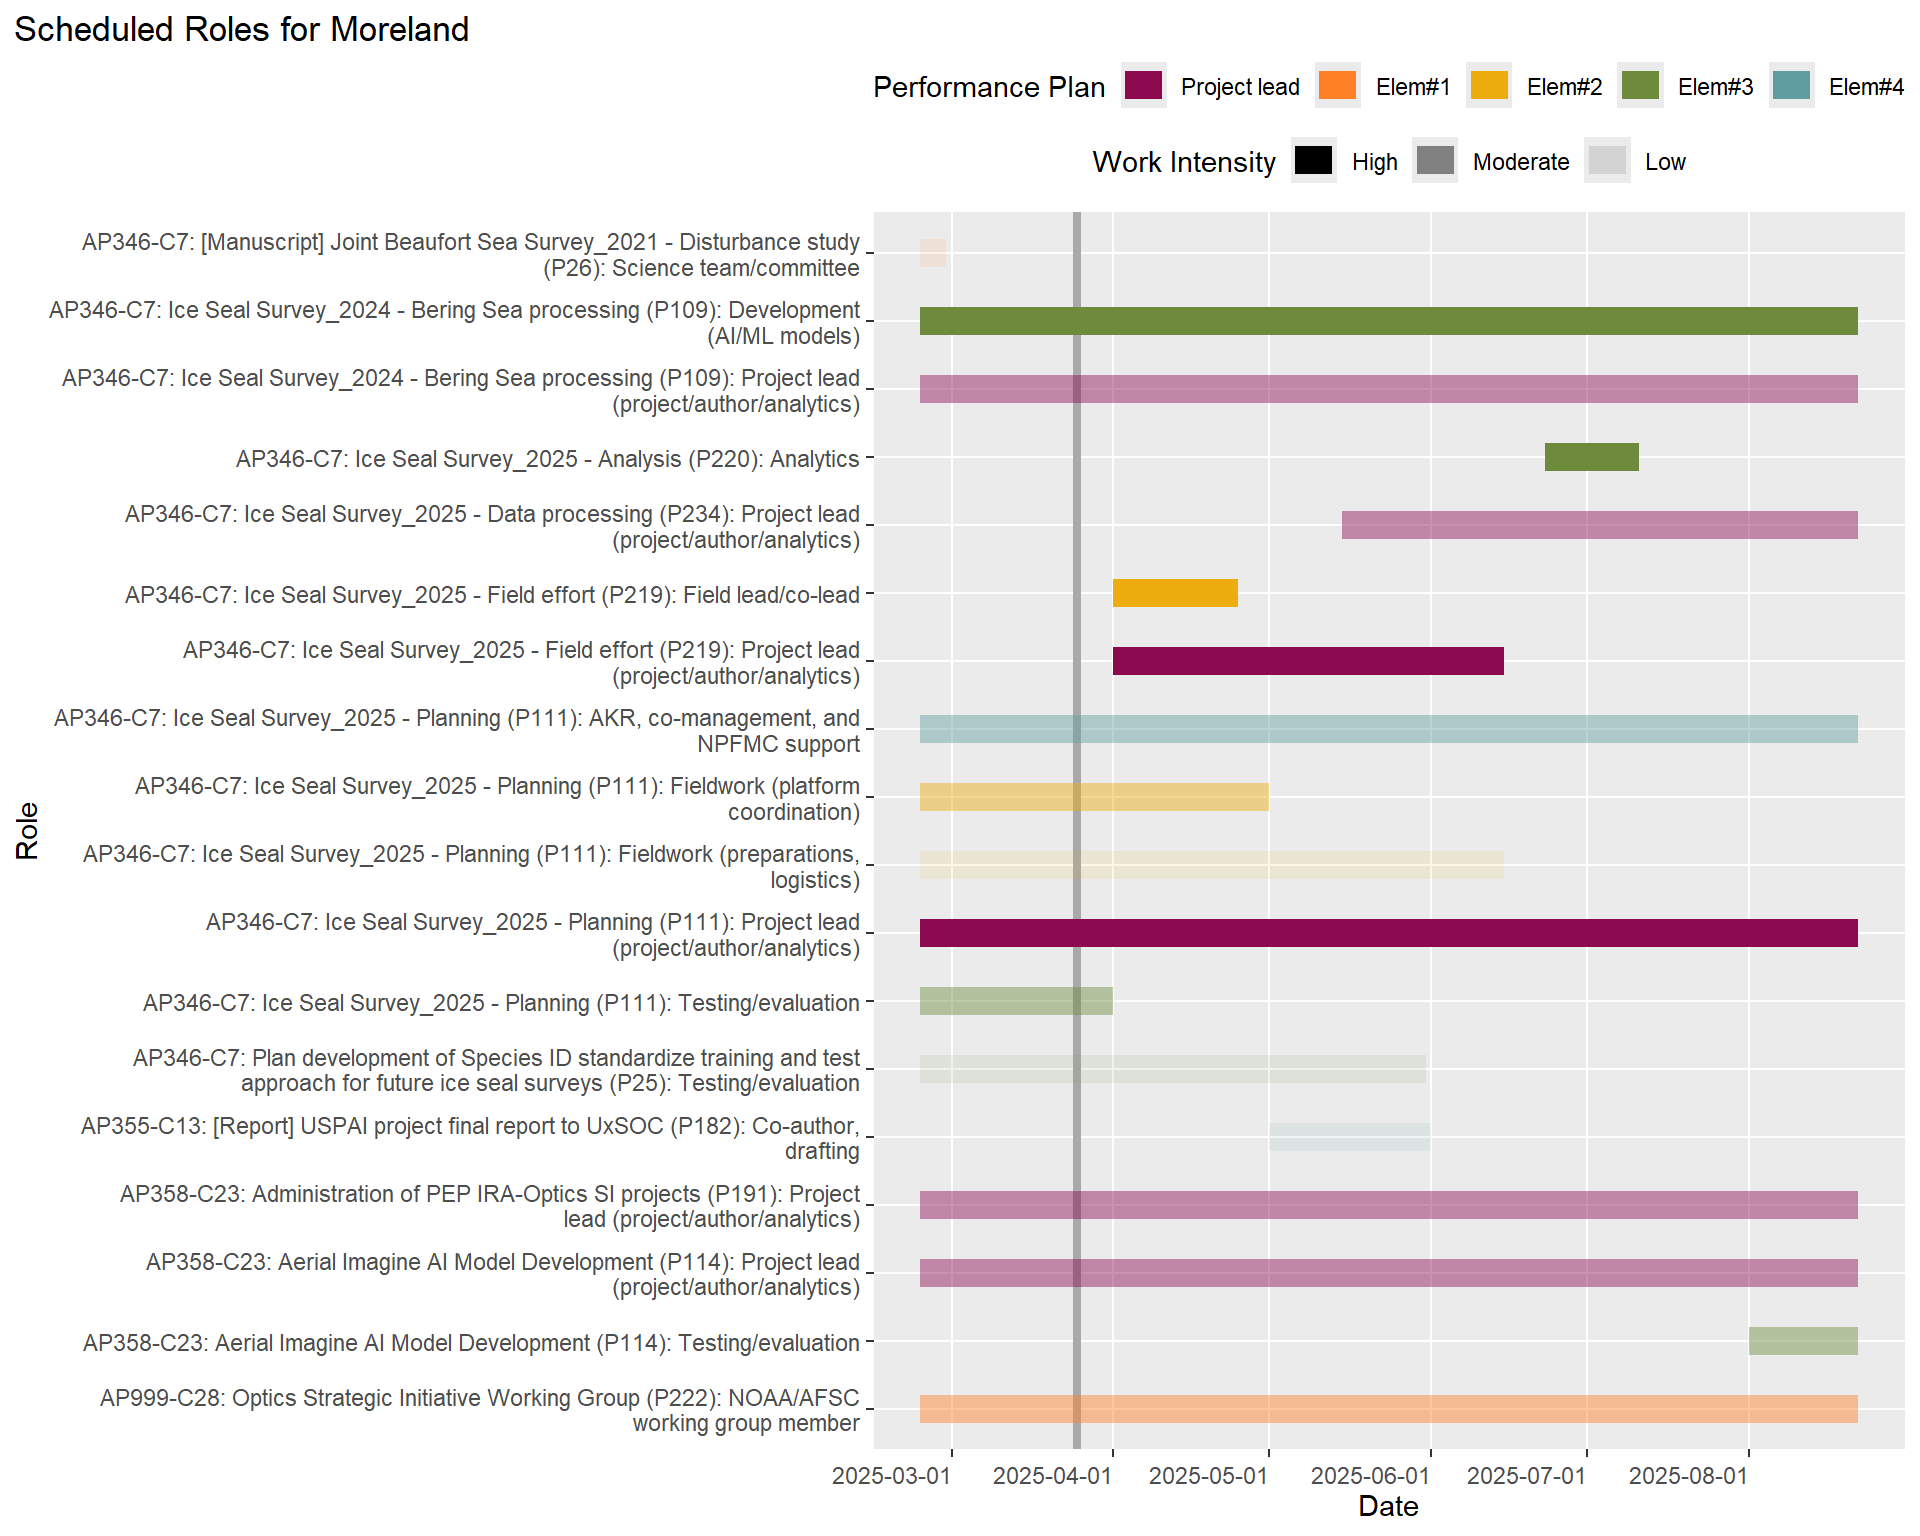 Scheduled Roles for Moreland
Performance Plan Project lead Elem#1 Elem#2 Elem#3 Elem#4
Work Intensity High Moderate Low
AP346-C7: [Manuscript] Joint Beaufort Sea Survey_2021 - Disturbance study
(P26): Science team/committee
AP346-C7: Ice Seal Survey_2024 - Bering Sea processing (P109): Development
(AI/ML models)
AP346-C7: Ice Seal Survey_2024 - Bering Sea processing (P109): Project lead
(project/author/analytics)
AP346-C7: Ice Seal Survey_2025 - Analysis (P220): Analytics
AP346-C7: Ice Seal Survey_2025 - Data processing (P234): Project lead
(project/author/analytics)
AP346-C7: Ice Seal Survey_2025 - Field effort (P219): Field lead/co-lead
AP346-C7: Ice Seal Survey_2025 - Field effort (P219): Project lead
(project/author/analytics)
AP346-C7: Ice Seal Survey_2025 - Planning (P111): AKR, co-management, and
NPFMC support
AP346-C7: Ice Seal Survey_2025 - Planning (P111): Fieldwork (platform
coordination)
AP346-C7: Ice Seal Survey_2025 - Planning (P111): Fieldwork (preparations,
logistics)
AP346-C7: Ice Seal Survey_2025 - Planning (P111): Project lead
(project/author/analytics)
AP346-C7: Ice Seal Survey_2025 - Planning (P111): Testing/evaluation
AP346-C7: Plan development of Species ID standardize training and test
approach for future ice seal surveys (P25): Testing/evaluation
AP355-C13: [Report] USPAI project final report to UxSOC (P182): Co-author,
drafting
AP358-C23: Administration of PEP IRA-Optics SI projects (P191): Project
lead (project/author/analytics)
AP358-C23: Aerial Imagine AI Model Development (P114): Project lead
(project/author/analytics)
AP358-C23: Aerial Imagine AI Model Development (P114): Testing/evaluation
AP999-C28: Optics Strategic Initiative Working Group (P222): NOAA/AFSC
working group member
Role
2025-03-01 2025-04-01 2025-05-01 2025-06-01 2025-07-01 2025-08-01
Date